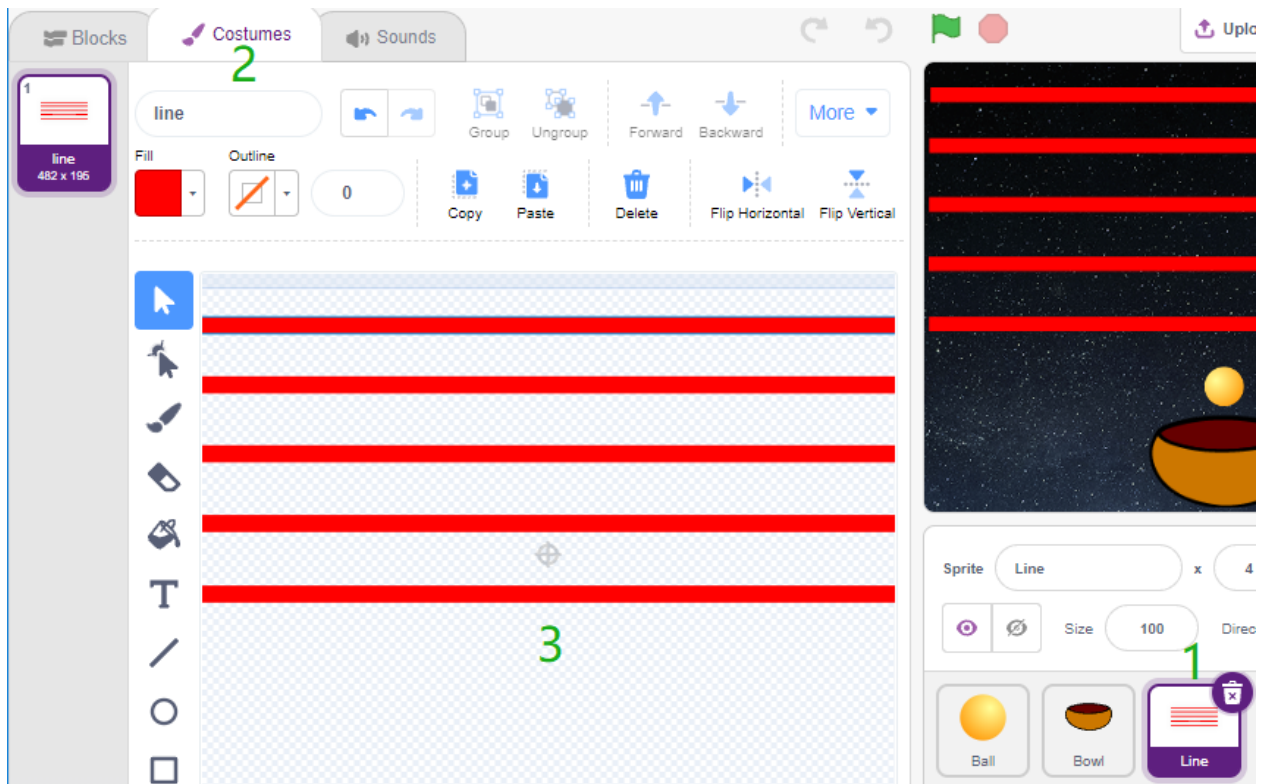 Blocks
Costumes
Sounds
Uplo
2
1
line
482 x 195
line
Group
Ungroup
Forward
Backward
More
Fill
Outline
0
Copy
Paste
Delete
Flip Horizontal
Flip Vertical
T
3
Sprite
Line
x
4
Size
100
Direc
1
Ball
Bowl
Line